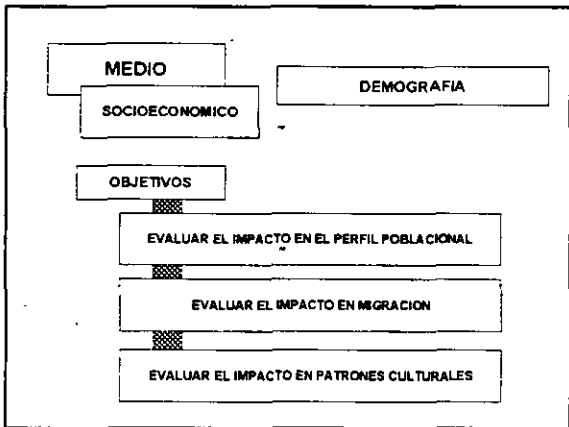 MEDIO
SOCIOECONOMICO
DEMOGRAFIA
OBJETIVOS
EVALUAR EL IMPACTO EN EL PERFIL POBLACIONAL
EVALUAR EL IMPACTO EN MIGRACION
EVALUAR EL IMPACTO EN PATRONES CULTURALES